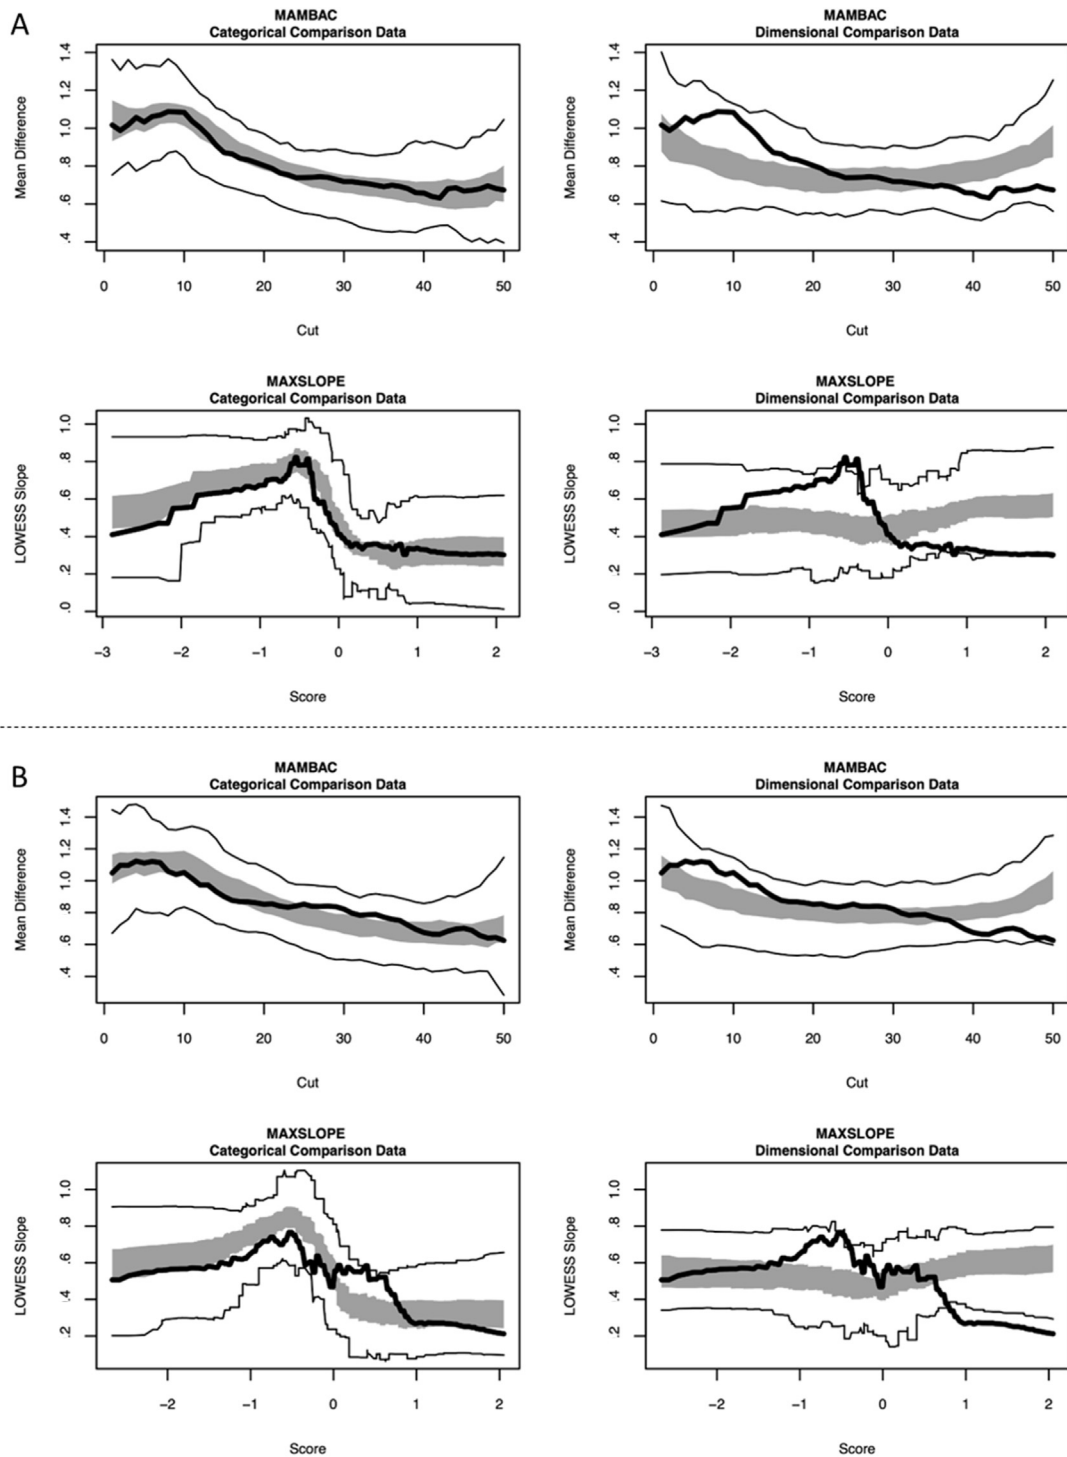 A
MAMBAC
Categorical Comparison Data
Mean Difference
1.4
1.2
1.0
.8
.6
.4
0 10 20 30 40 50
Cut
MAMBAC
Dimensional Comparison Data
Mean Difference
1.4
1.2
1.0
.8
.6
.4
0 10 20 30 40 50
Cut
MAXSLOPE
Categorical Comparison Data
LOWESS Slope
1.0
.8
.6
.4
.2
.0
−3 −2 −1 0 1 2
Score
MAXSLOPE
Dimensional Comparison Data
LOWESS Slope
1.0
.8
.6
.4
.2
.0
−3 −2 −1 0 1 2
Score
B
MAMBAC
Categorical Comparison Data
Mean Difference
1.4
1.2
1.0
.8
.6
.4
0 10 20 30 40 50
Cut
MAMBAC
Dimensional Comparison Data
Mean Difference
1.4
1.2
1.0
.8
.6
.4
0 10 20 30 40 50
Cut
MAXSLOPE
Categorical Comparison Data
LOWESS Slope
1.0
.8
.6
.4
.2
−2 −1 0 1 2
Score
MAXSLOPE
Dimensional Comparison Data
LOWESS Slope
1.0
.8
.6
.4
.2
−2 −1 0 1 2
Score